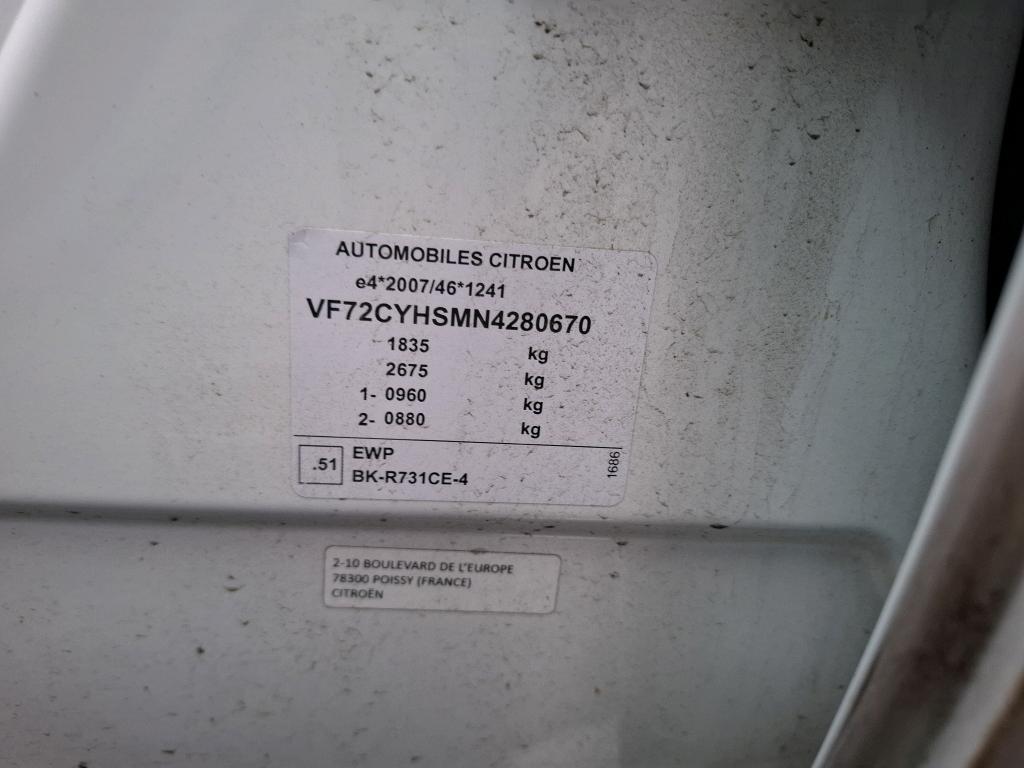 AUTOMOBILES CITROEN
e4*2007/46*1241
VF72CYHSMN4280670
1835 kg
2675 kg
1- 0960 kg
2- 0880 kg
.51 EWP
BK-R731CE-4
1686
2-10 BOULEVARD DE L'EUROPE
78300 POISSY (FRANCE)
CITROËN